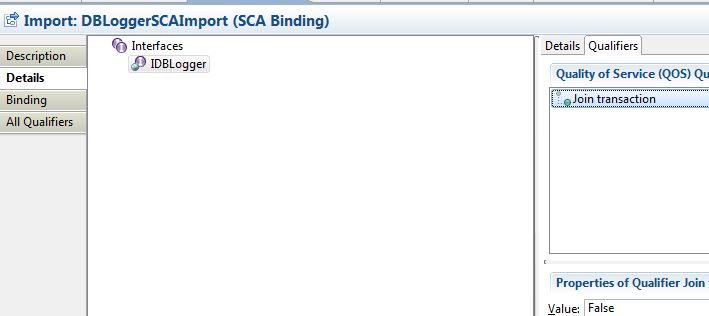 Import: DBLoggerSCAImport (SCA Binding)
Description
Details
Binding
All Qualifiers
Interfaces
IDBLogger
Details
Qualifiers
Quality of Service (QOS) Qu
Join transaction
Properties of Qualifier Join
Value: False